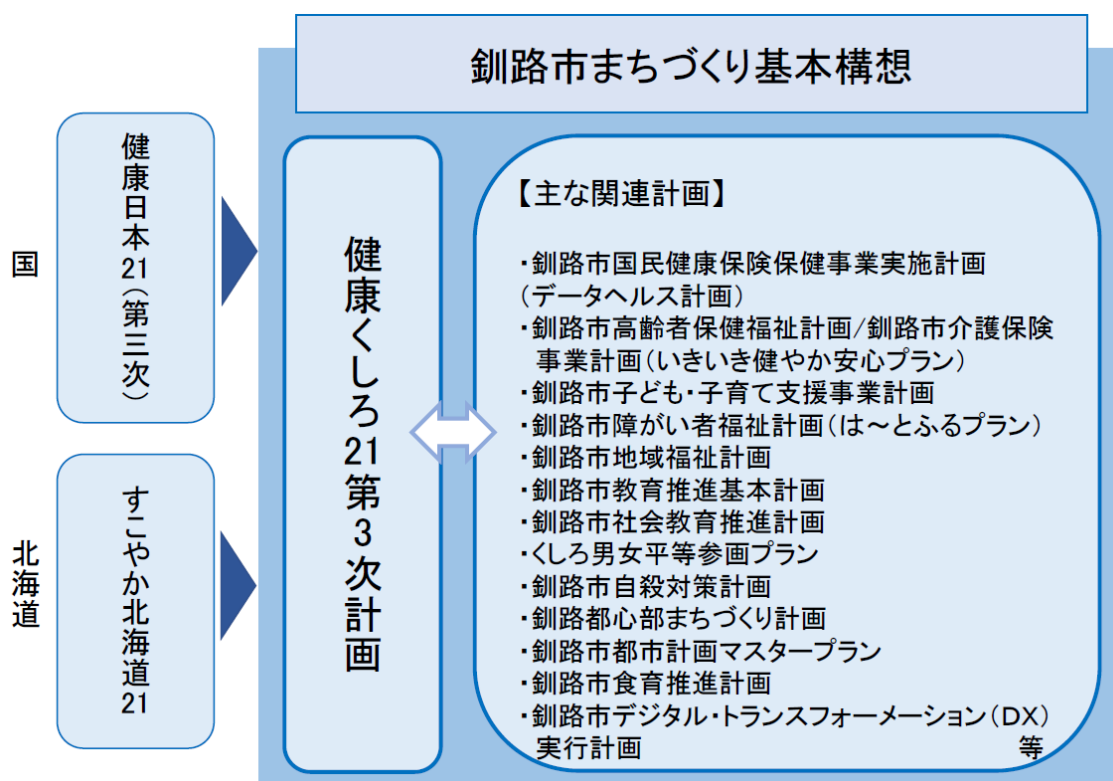 釧路市まちづくり基本構想
国
健康日本21(第三次)
北海道
すこやか北海道21
健康くしろ21第3次計画
【主な関連計画】
・釧路市国民健康保険保健事業実施計画
(データヘルス計画)
・釧路市高齢者保健福祉計画/釧路市介護保険
事業計画(いきいき健やか安心プラン)
・釧路市子ども・子育て支援事業計画
・釧路市障がい者福祉計画(は～とふるプラン)
・釧路市地域福祉計画
・釧路市教育推進基本計画
・釧路市社会教育推進計画
・くしろ男女平等参画プラン
・釧路市自殺対策計画
・釧路都心部まちづくり計画
・釧路市都市計画マスタープラン
・釧路市食育推進計画
・釧路市デジタル・トランスフォーメーション(DX)
実行計画 等